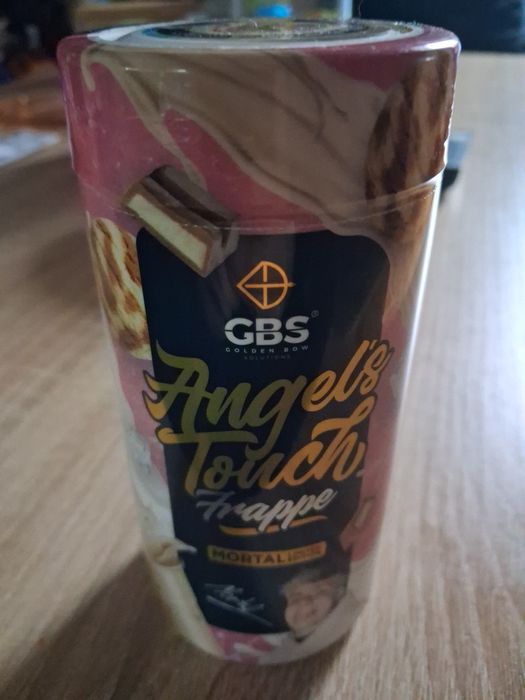 GBS®
GOLDEN BOW
SOLUTIONS
Angel's
Touch
Frappe
MORTAL